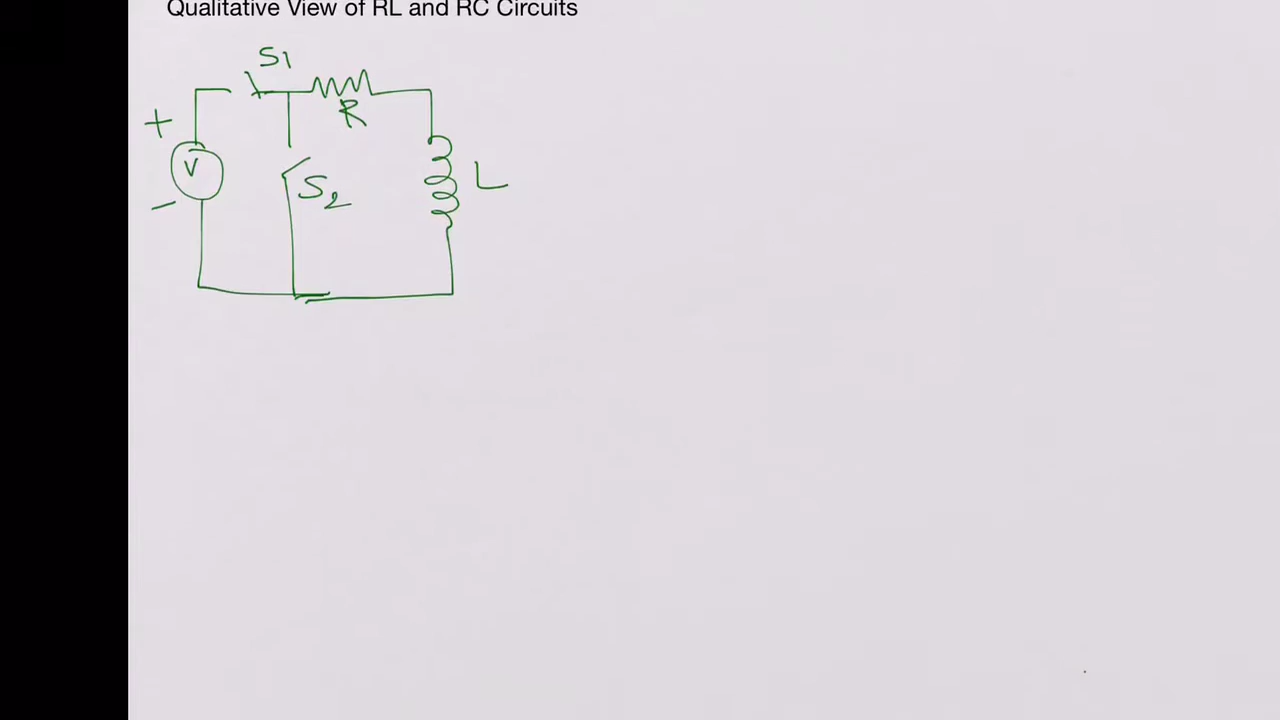 Qualitative View of RL and RC Circuits
S1
+
R
V
L
S2
-